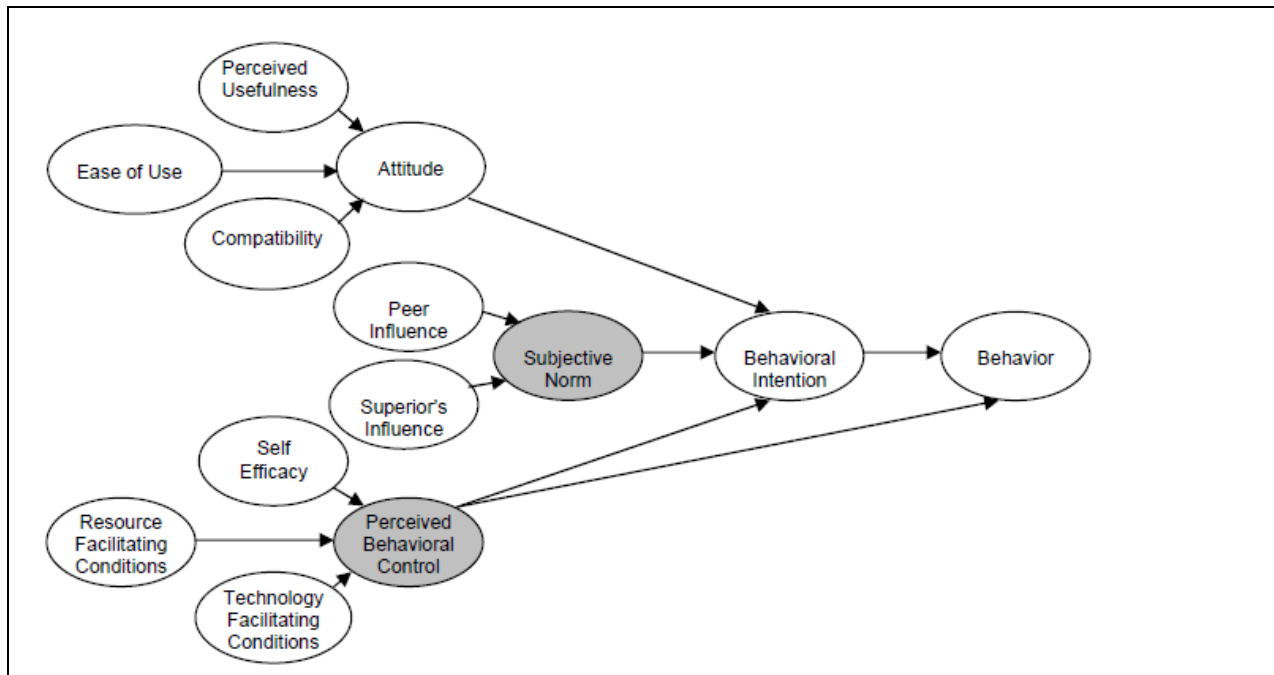 Perceived
Usefulness
Ease of Use
Attitude
Compatibility
Peer
Influence
Subjective
Norm
Behavioral
Intention
Behavior
Superior's
Influence
Self
Efficacy
Resource
Facilitating
Conditions
Perceived
Behavioral
Control
Technology
Facilitating
Conditions